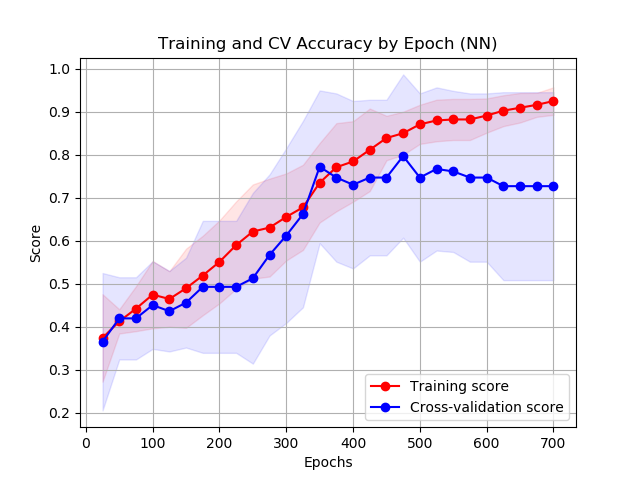 Training and CV Accuracy by Epoch (NN)
Score
1.0
0.9
0.8
0.7
0.6
0.5
0.4
0.3
0.2
Training score
Cross-validation score
0 100 200 300 400 500 600 700
Epochs